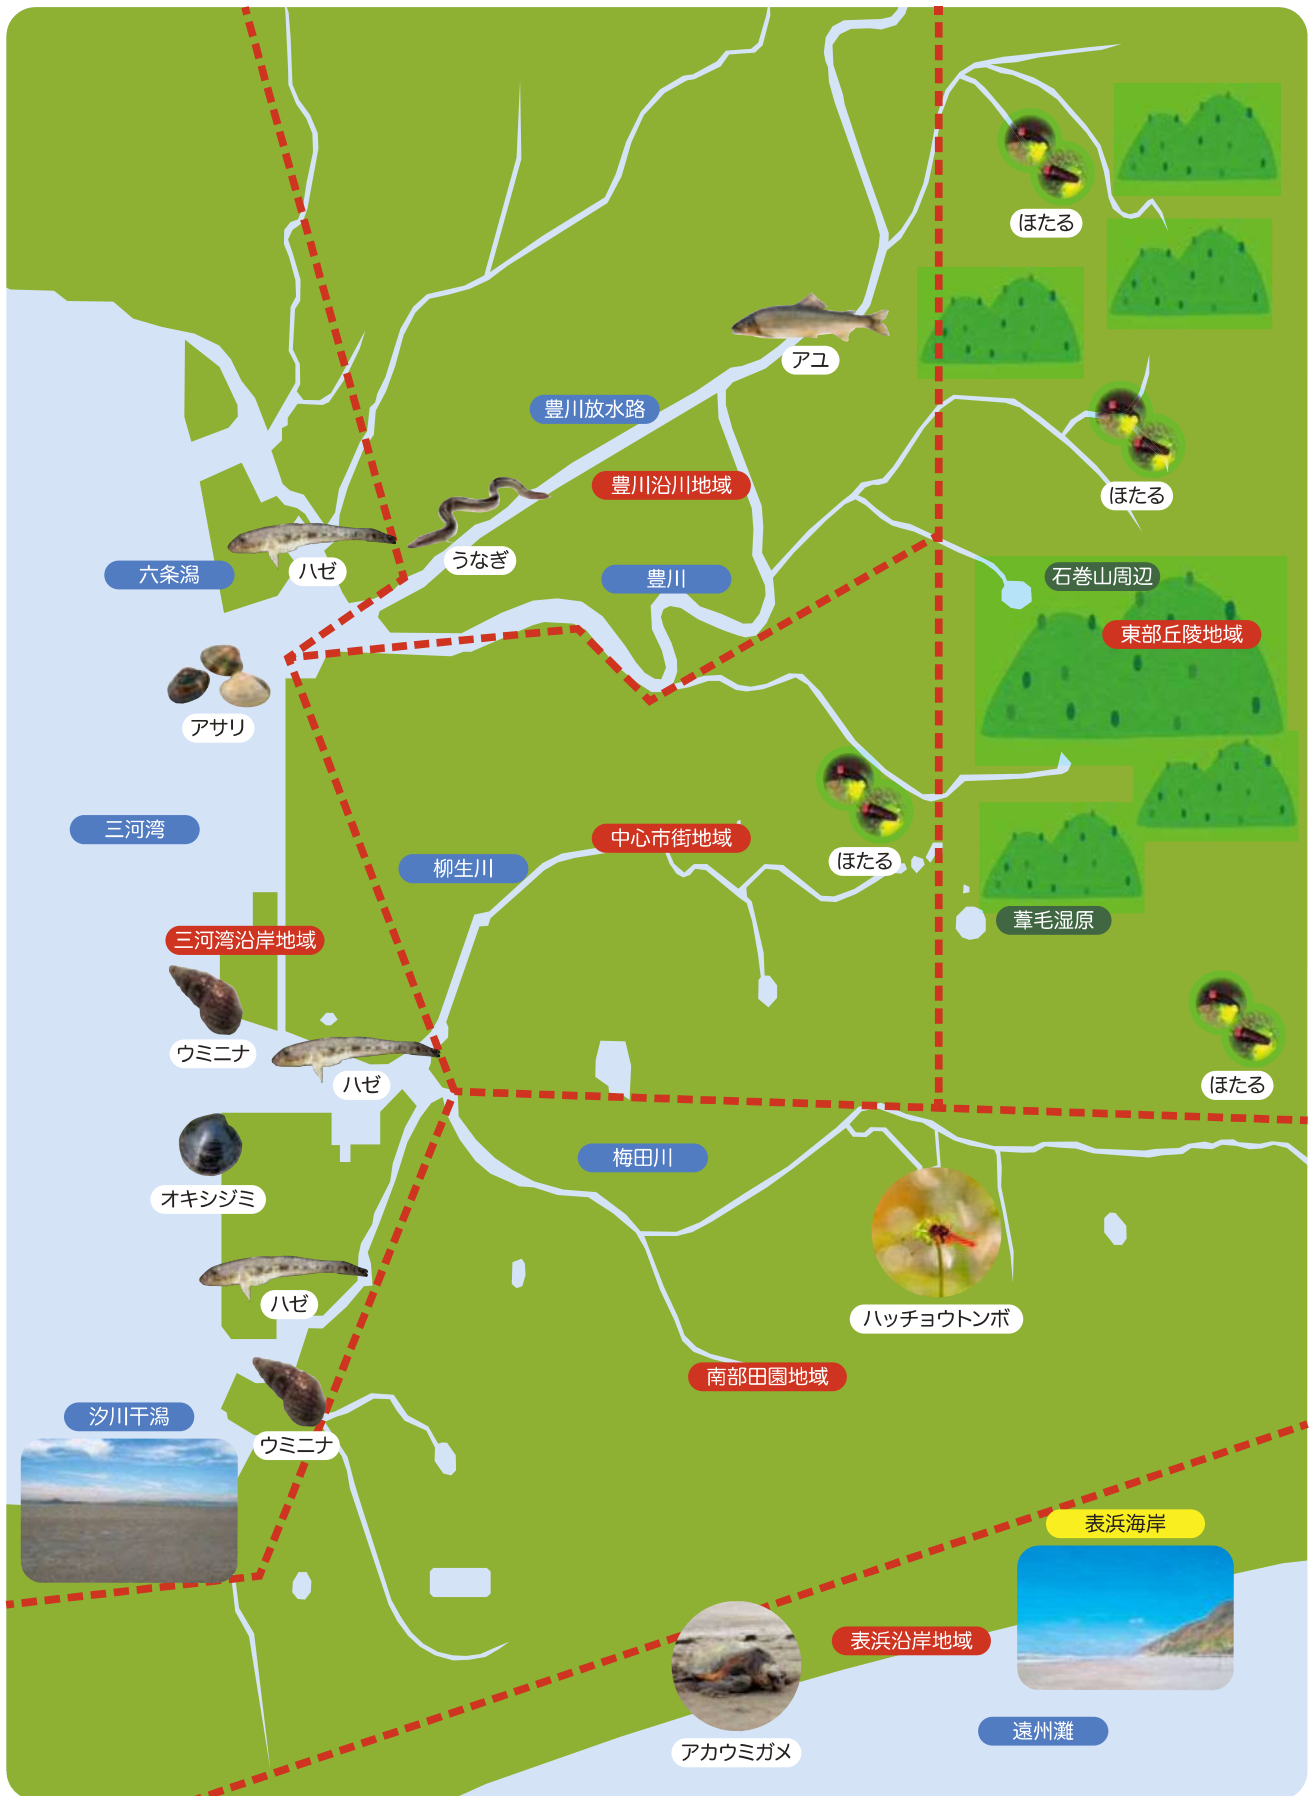 ほたる
アユ
豊川放水路
豊川沿川地域
ほたる
うなぎ
ハゼ
六条潟
豊川
石巻山周辺
東部丘陵地域
アサリ
三河湾
中心市街地域
柳生川
ほたる
葦毛湿原
三河湾沿岸地域
ウミニナ
ハゼ
ほたる
梅田川
オキシジミ
ハゼ
ハッチョウトンボ
南部田園地域
汐川干潟
ウミニナ
表浜海岸
表浜沿岸地域
遠州灘
アカウミガメ